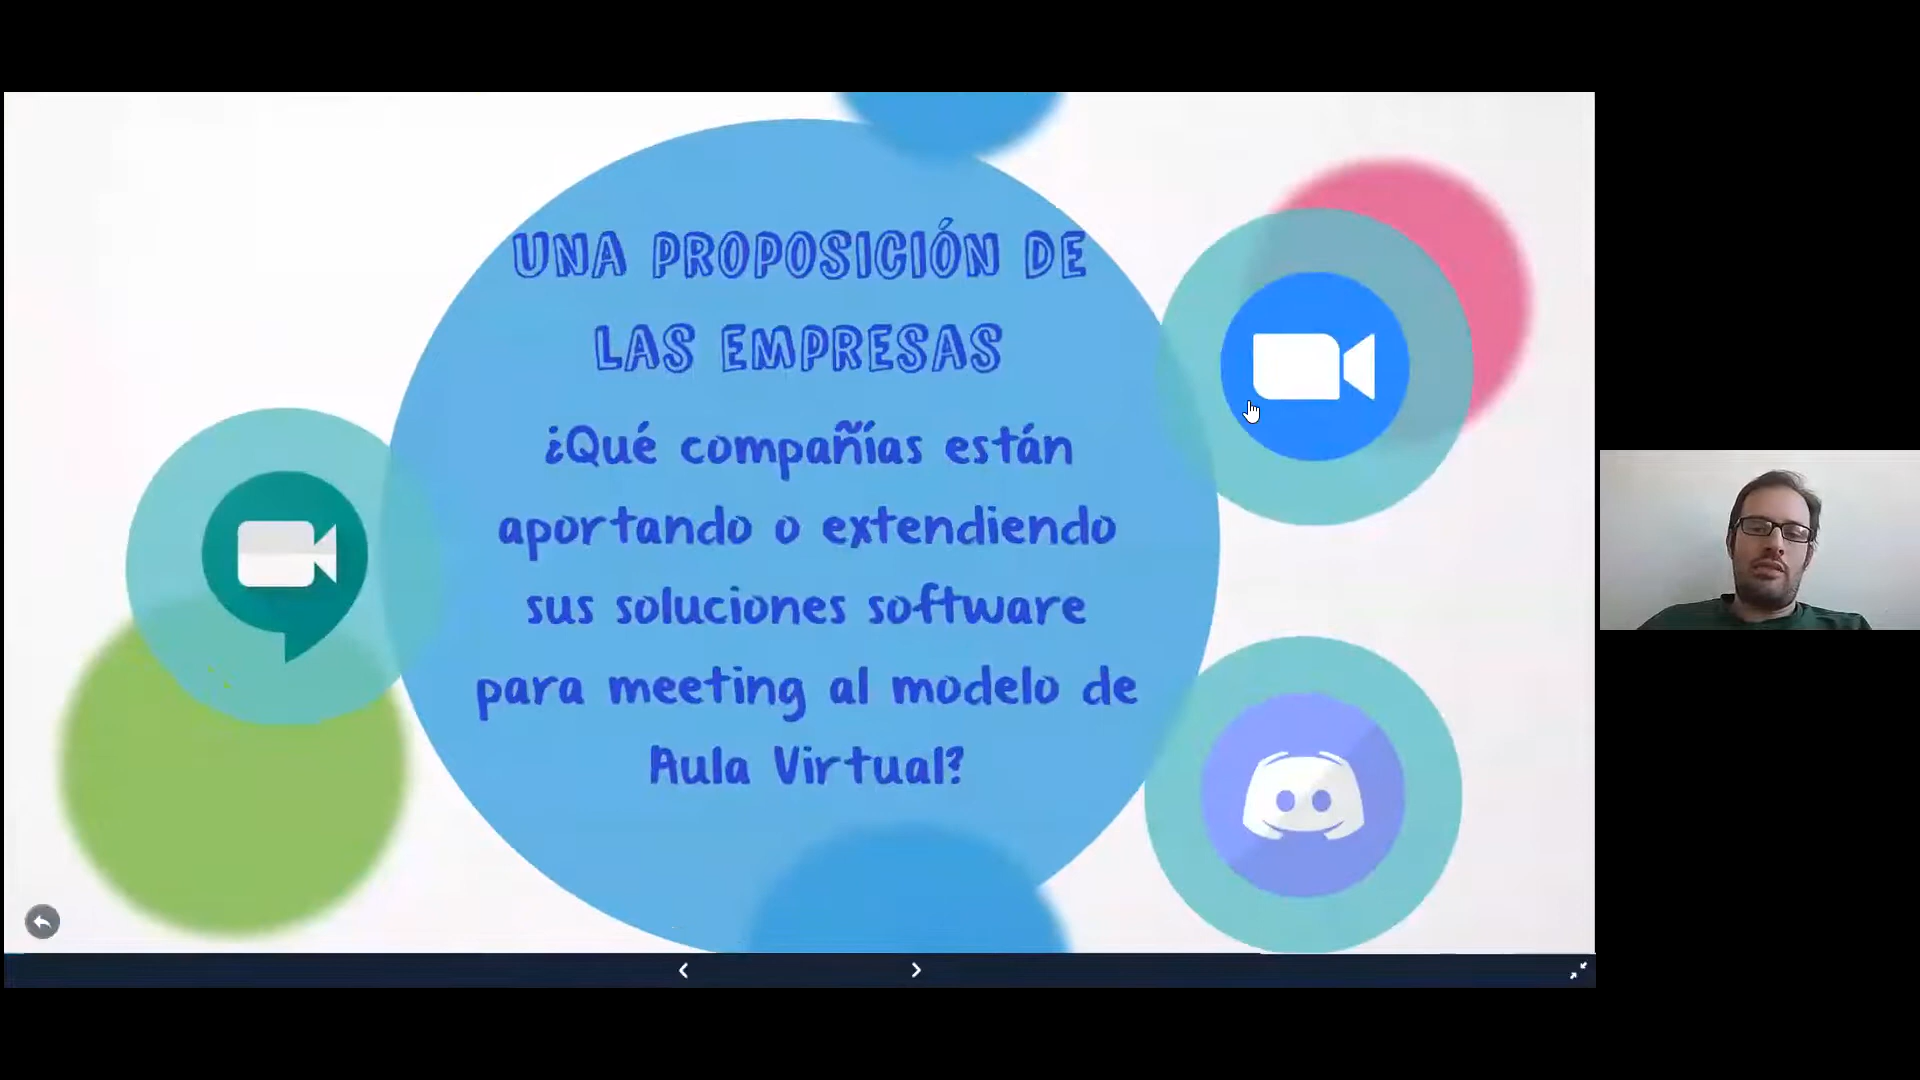 UNA PROPOSICIÓN DE
LAS EMPRESAS
¿Qué compañías están
aportando o extendiendo
sus soluciones software
para meeting al modelo de
Aula Virtual?